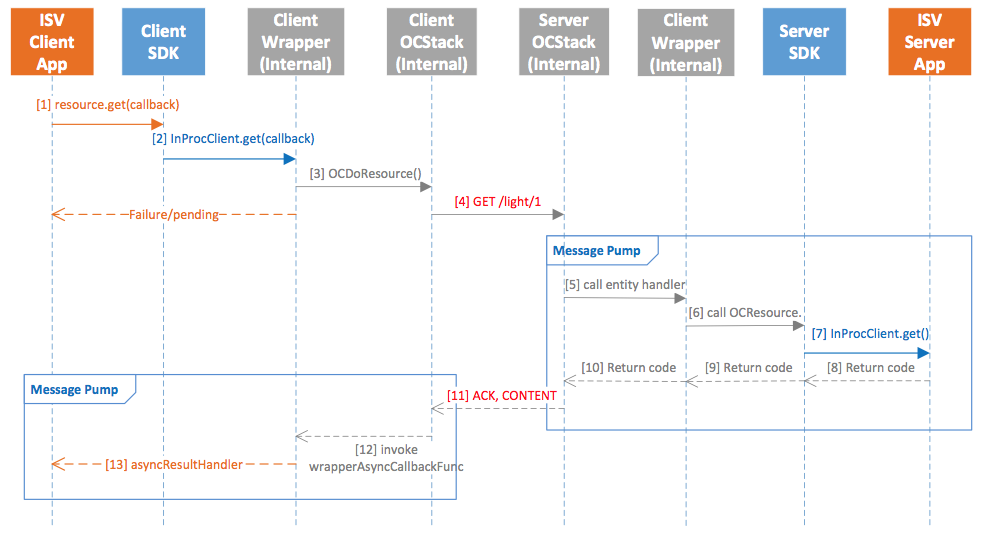 ISV
Client
App
Client
SDK
Client
Wrapper
(Internal)
Client
OCStack
(Internal)
Server
OCStack
(Internal)
Client
Wrapper
(Internal)
Server
SDK
ISV
Server
App
[1] resource.get(callback)
[2] InProcClient.get(callback)
[3] OCDoResource()
[4] GET /light/1
Failure/pending
Message Pump
[5] call entity handler
[6] call OCResource.
[7] InProcClient.get()
[10] Return code
[9] Return code
[8] Return code
Message Pump
[11] ACK, CONTENT
[12] invoke
wrapperAsyncCallbackFunc
[13] asyncResultHandler